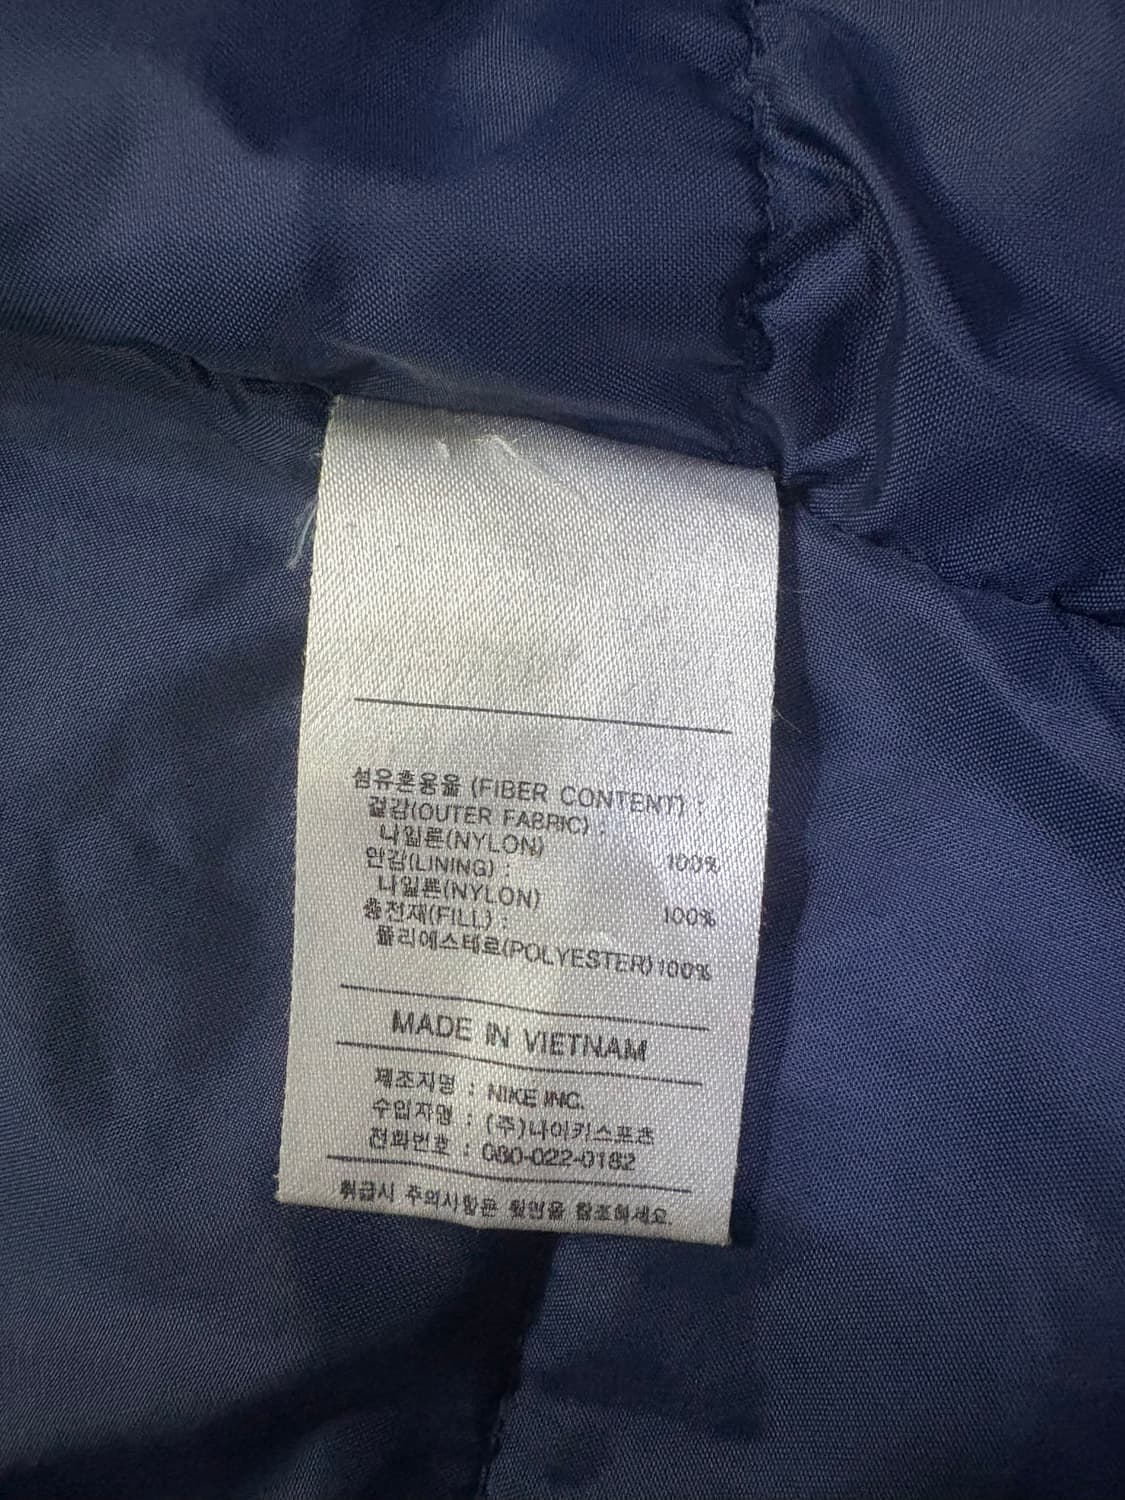 섬유혼용율 (FIBER CONTENT) :
겉감(OUTER FABRIC) :
나일론(NYLON) 100%
안감(LINING) :
나일론(NYLON) 100%
충전재(FILL) :
폴리에스테르(POLYESTER)100%
MADE IN VIETNAM
제조자명 : NIKE INC.
수입자명 : (주)나이키스포츠
전화번호 : 080-022-0182
취급시 주의사항은 뒷면을 참조하세요.